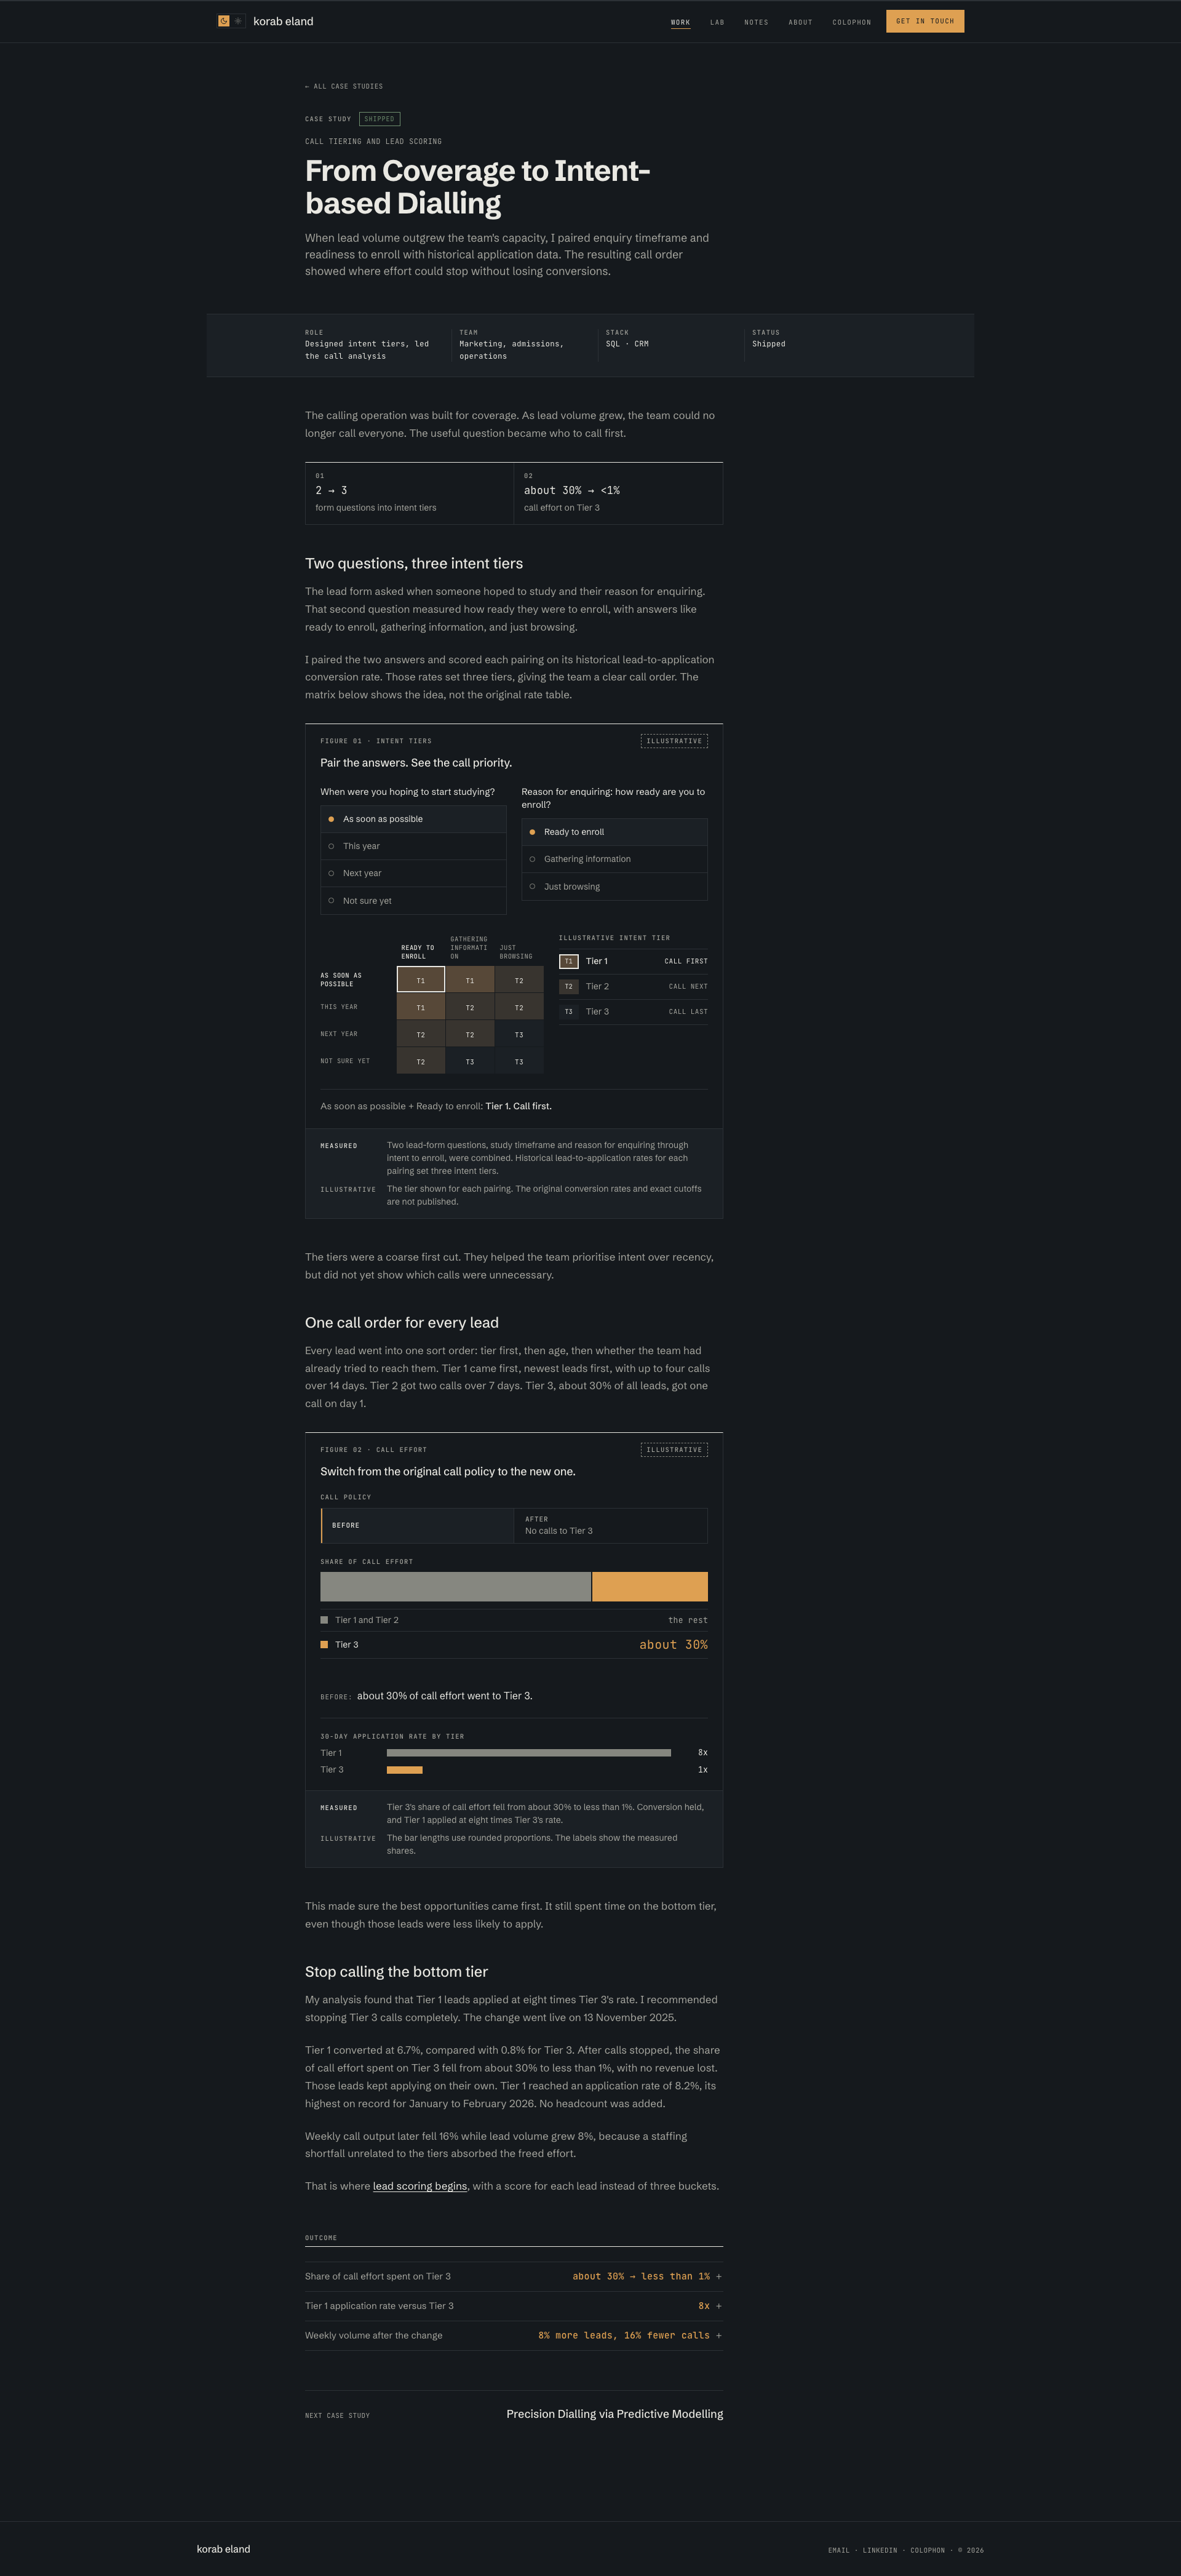 korab eland
WORK
LAB
NOTES
ABOUT
COLOPHON
GET IN TOUCH
← ALL CASE STUDIES
CASE STUDY
SHIPPED
CALL TIERING AND LEAD SCORING
From Coverage to Intent-
based Dialling
When lead volume outgrew the team's capacity, I paired enquiry timeframe and
readiness to enroll with historical application data. The resulting call order
showed where effort could stop without losing conversions.
ROLE
Designed intent tiers, led
the call analysis
TEAM
Marketing, admissions,
operations
STACK
SQL · CRM
STATUS
Shipped
The calling operation was built for coverage. As lead volume grew, the team could no
longer call everyone. The useful question became who to call first.
01
2 → 3
form questions into intent tiers
02
about 30% → <1%
call effort on Tier 3
Two questions, three intent tiers
The lead form asked when someone hoped to study and their reason for enquiring.
That second question measured how ready they were to enroll, with answers like
ready to enroll, gathering information, and just browsing.
I paired the two answers and scored each pairing on its historical lead-to-application
conversion rate. Those rates set three tiers, giving the team a clear call order. The
matrix below shows the idea, not the original rate table.
FIGURE 01 · INTENT TIERS
ILLUSTRATIVE
Pair the answers. See the call priority.
When were you hoping to start studying?
As soon as possible
This year
Next year
Not sure yet
Reason for enquiring: how ready are you to
enroll?
Ready to enroll
Gathering information
Just browsing
READY TO
ENROLL
GATHERING
INFORMATI
ON
JUST
BROWSING
AS SOON AS
POSSIBLE
T1
T1
T2
THIS YEAR
T1
T2
T2
NEXT YEAR
T2
T2
T3
NOT SURE YET
T2
T3
T3
ILLUSTRATIVE INTENT TIER
T1 Tier 1 CALL FIRST
T2 Tier 2 CALL NEXT
T3 Tier 3 CALL LAST
As soon as possible + Ready to enroll: Tier 1. Call first.
MEASURED
Two lead-form questions, study timeframe and reason for enquiring through
intent to enroll, were combined. Historical lead-to-application rates for each
pairing set three intent tiers.
ILLUSTRATIVE
The tier shown for each pairing. The original conversion rates and exact cutoffs
are not published.
The tiers were a coarse first cut. They helped the team prioritise intent over recency,
but did not yet show which calls were unnecessary.
One call order for every lead
Every lead went into one sort order: tier first, then age, then whether the team had
already tried to reach them. Tier 1 came first, newest leads first, with up to four calls
over 14 days. Tier 2 got two calls over 7 days. Tier 3, about 30% of all leads, got one
call on day 1.
FIGURE 02 · CALL EFFORT
ILLUSTRATIVE
Switch from the original call policy to the new one.
CALL POLICY
BEFORE
AFTER
No calls to Tier 3
SHARE OF CALL EFFORT
Tier 1 and Tier 2 the rest
Tier 3 about 30%
BEFORE: about 30% of call effort went to Tier 3.
30-DAY APPLICATION RATE BY TIER
Tier 1 8x
Tier 3 1x
MEASURED
Tier 3's share of call effort fell from about 30% to less than 1%. Conversion held,
and Tier 1 applied at eight times Tier 3's rate.
ILLUSTRATIVE
The bar lengths use rounded proportions. The labels show the measured
shares.
This made sure the best opportunities came first. It still spent time on the bottom tier,
even though those leads were less likely to apply.
Stop calling the bottom tier
My analysis found that Tier 1 leads applied at eight times Tier 3's rate. I recommended
stopping Tier 3 calls completely. The change went live on 13 November 2025.
Tier 1 converted at 6.7%, compared with 0.8% for Tier 3. After calls stopped, the share
of call effort spent on Tier 3 fell from about 30% to less than 1%, with no revenue lost.
Those leads kept applying on their own. Tier 1 reached an application rate of 8.2%, its
highest on record for January to February 2026. No headcount was added.
Weekly call output later fell 16% while lead volume grew 8%, because a staffing
shortfall unrelated to the tiers absorbed the freed effort.
That is where lead scoring begins, with a score for each lead instead of three buckets.
OUTCOME
Share of call effort spent on Tier 3 about 30% → less than 1% +
Tier 1 application rate versus Tier 3 8x +
Weekly volume after the change 8% more leads, 16% fewer calls +
NEXT CASE STUDY
Precision Dialling via Predictive Modelling
korab eland
EMAIL · LINKEDIN · COLOPHON · © 2026